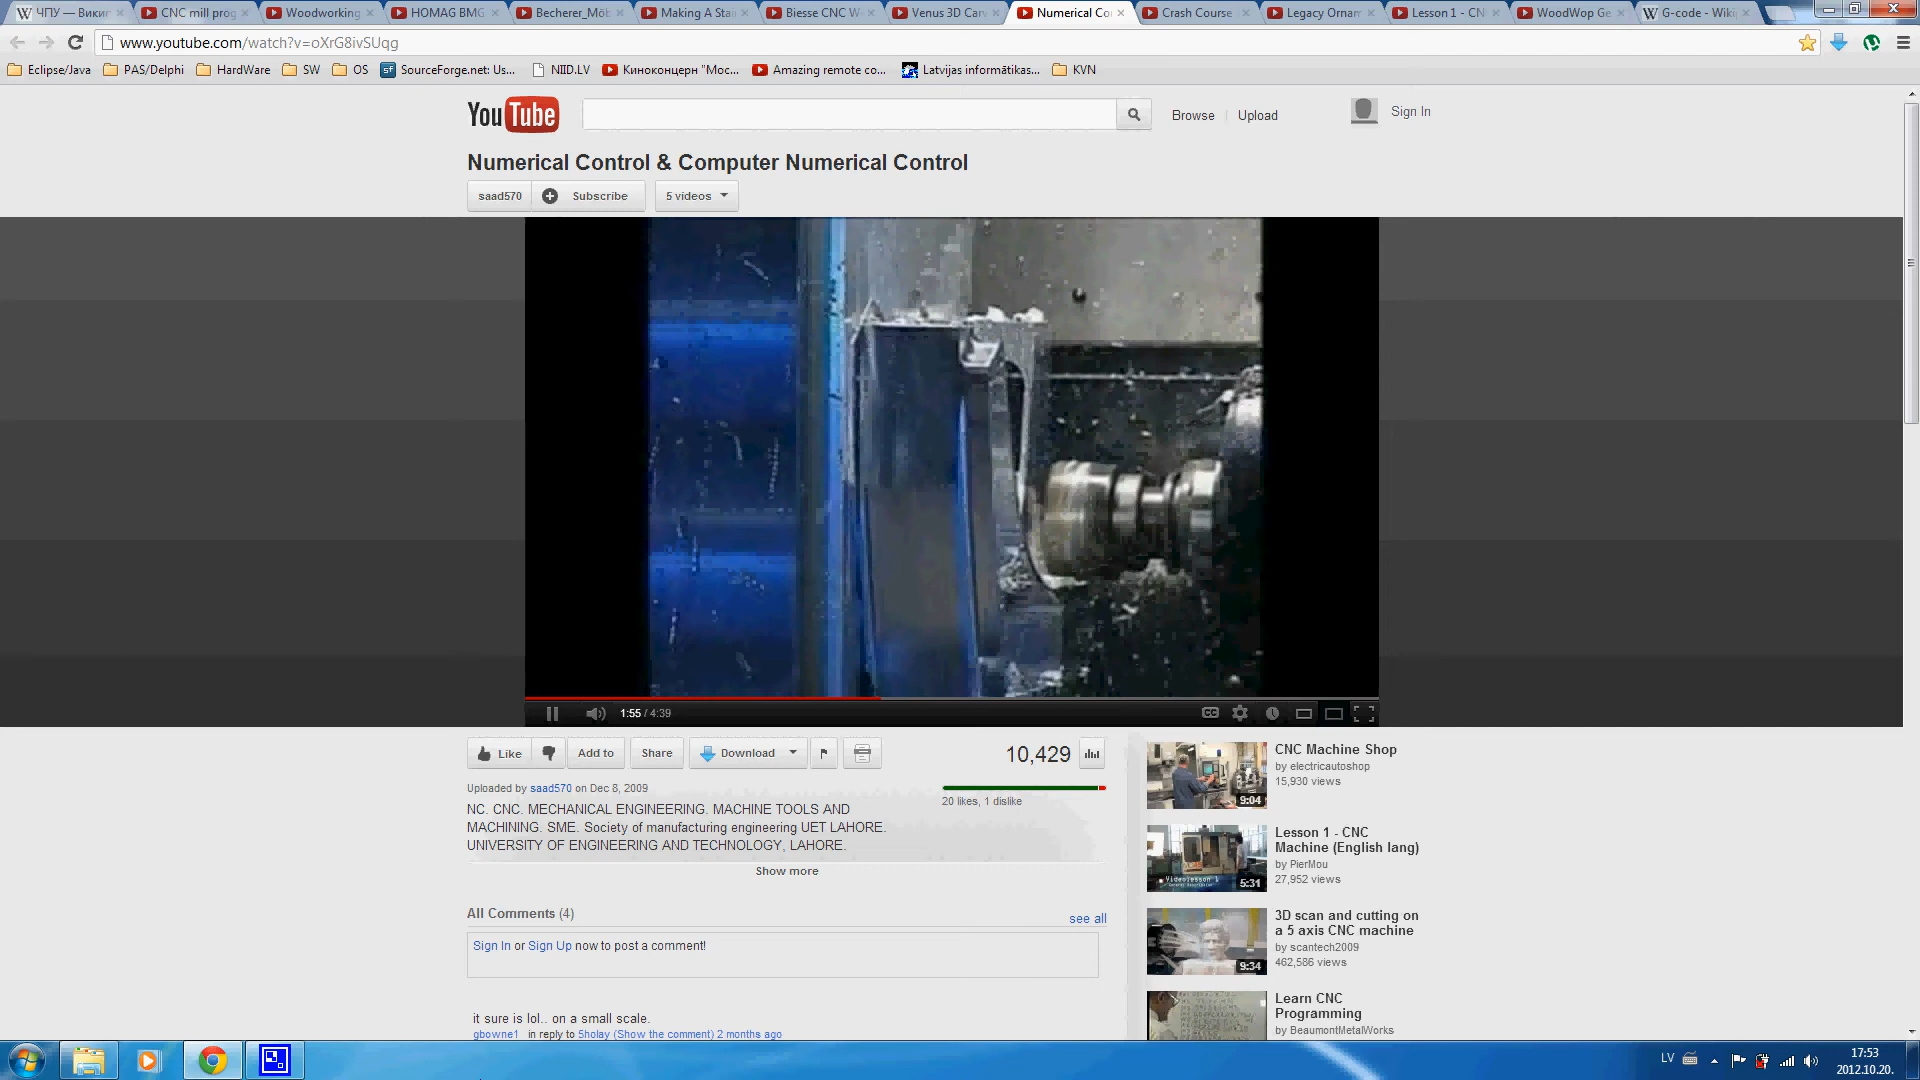 ЧПУ — Вики
CNC mill prog
Woodworking
HOMAG BMG
Becherer_Möb
Making A Stai
Biesse CNC W
Venus 3D Carv
Numerical Co
Crash Course
Legacy Ornam
Lesson 1 - CN
WoodWop Ge
G-code - Wiki
www.youtube.com/watch?v=oXrG8ivSUqg
Eclipse/Java
PAS/Delphi
HardWare
SW
OS
SourceForge.net: Us...
NIID.LV
Киноконцерн "Мос...
Amazing remote co...
Latvijas informātikas...
KVN
YouTube
Browse
Upload
Sign In
Numerical Control & Computer Numerical Control
saad570
Subscribe
5 videos
1:55 / 4:39
CC
Like
Add to
Share
Download
10,429
Uploaded by saad570 on Dec 8, 2009
20 likes, 1 dislike
NC. CNC. MECHANICAL ENGINEERING. MACHINE TOOLS AND
MACHINING. SME. Society of manufacturing engineering UET LAHORE.
UNIVERSITY OF ENGINEERING AND TECHNOLOGY, LAHORE.
Show more
All Comments (4)
see all
Sign In or Sign Up now to post a comment!
it sure is lol.. on a small scale.
gbowne1 in reply to 5holay (Show the comment) 2 months ago
CNC Machine Shop
by electricautoshop
15,930 views
9:04
Lesson 1 - CNC
Machine (English lang)
by PierMou
27,952 views
Videolesson 1
5:31
3D scan and cutting on
a 5 axis CNC machine
by scantech2009
462,586 views
9:34
Learn CNC
Programming
by BeaumontMetalWorks
LV
17:53
2012.10.20.